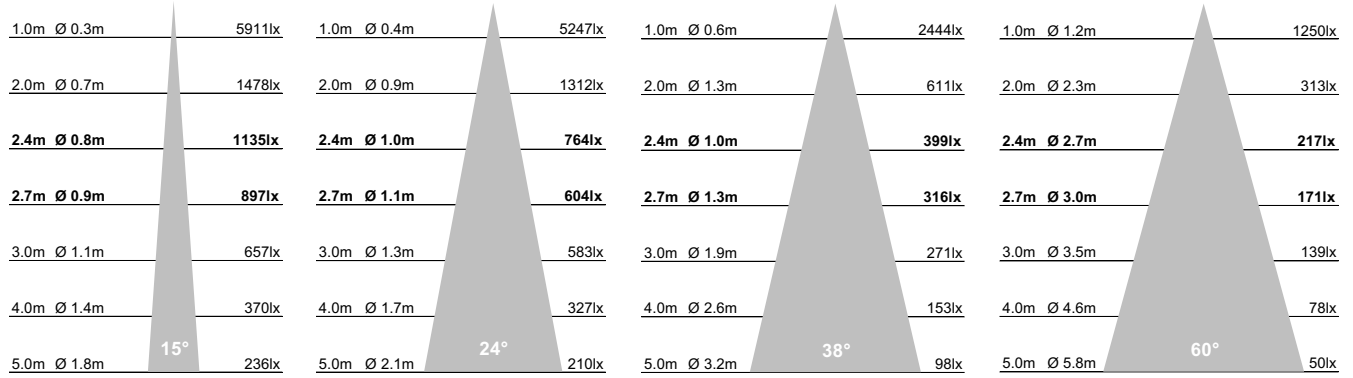 1.0m Ø 0.3m 5911lx
2.0m Ø 0.7m 1478lx
2.4m Ø 0.8m 1135lx
2.7m Ø 0.9m 897lx
3.0m Ø 1.1m 657lx
4.0m Ø 1.4m 370lx
15°
5.0m Ø 1.8m 236lx
1.0m Ø 0.4m 5247lx
2.0m Ø 0.9m 1312lx
2.4m Ø 1.0m 764lx
2.7m Ø 1.1m 604lx
3.0m Ø 1.3m 583lx
4.0m Ø 1.7m 327lx
24°
5.0m Ø 2.1m 210lx
1.0m Ø 0.6m 2444lx
2.0m Ø 1.3m 611lx
2.4m Ø 1.0m 399lx
2.7m Ø 1.3m 316lx
3.0m Ø 1.9m 271lx
4.0m Ø 2.6m 153lx
38°
5.0m Ø 3.2m 98lx
1.0m Ø 1.2m 1250lx
2.0m Ø 2.3m 313lx
2.4m Ø 2.7m 217lx
2.7m Ø 3.0m 171lx
3.0m Ø 3.5m 139lx
4.0m Ø 4.6m 78lx
60°
5.0m Ø 5.8m 50lx